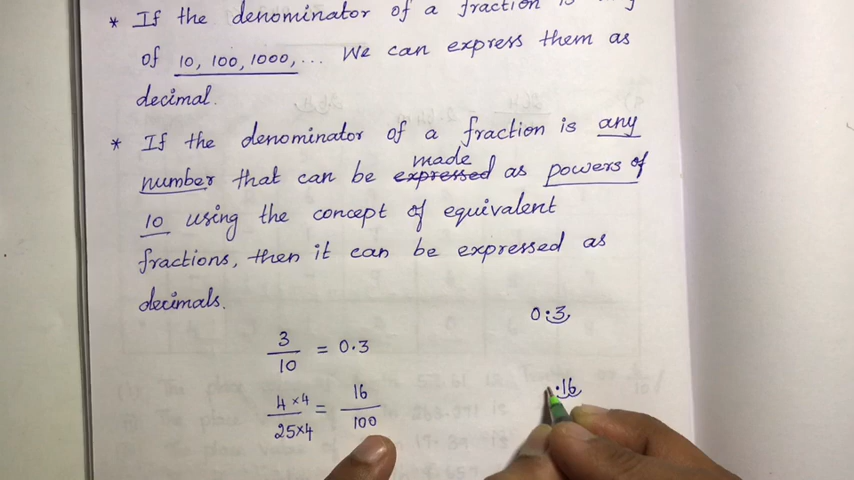 * If the denominator of a fraction is any
of 10, 100, 1000, ... We can express them as
decimal.
* If the denominator of a fraction is any
made
number that can be expressed as powers of
10 using the concept of equivalent
fractions, then it can be expressed as
decimals.
0.3
3/10 = 0.3
.16
4×4/25×4 = 16/100